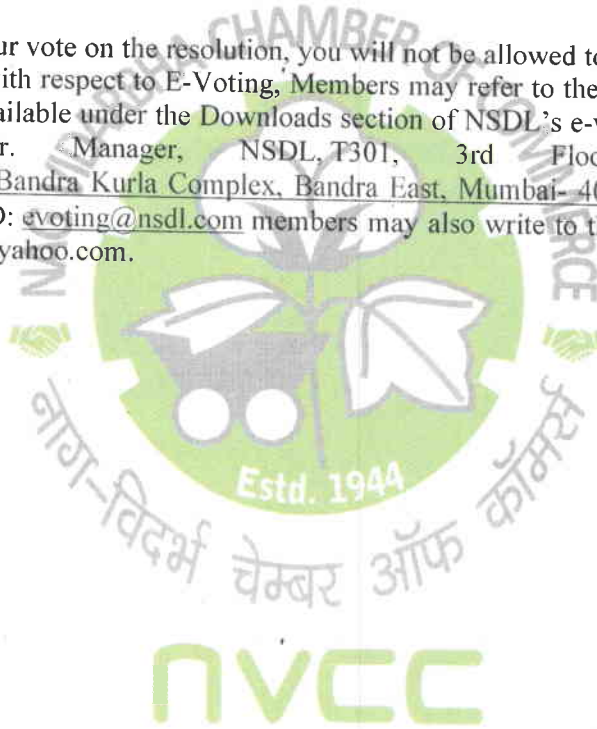 ur vote on the resolution, you will not be allowed to
ith respect to E-Voting, Members may refer to the
ailable under the Downloads section of NSDL's e-v
r. Manager, NSDL, T301, 3rd Floo
Bandra Kurla Complex, Bandra East, Mumbai- 40
D: evoting@nsdl.com members may also write to t
yahoo.com.
CHAMBER OF COMMERCE
Estd. 1944
नाग-विदर्भ चेम्बर ऑफ कॉमर्स
NVCC